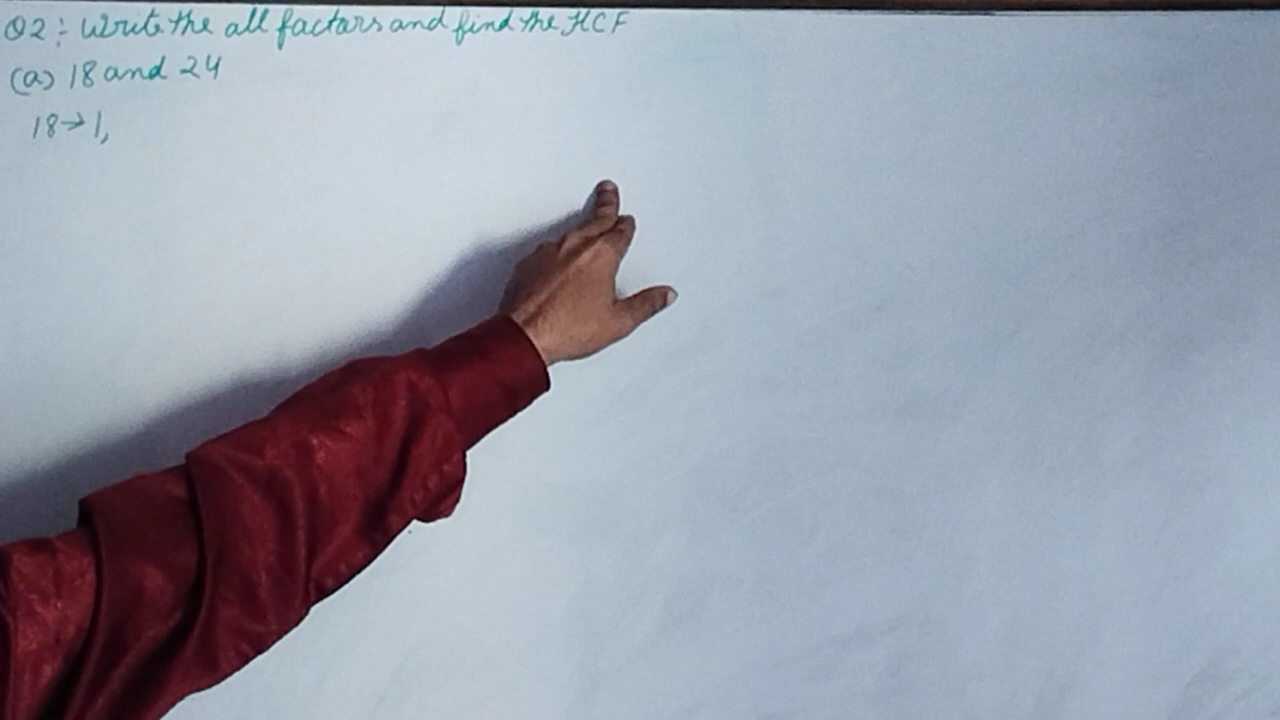 Q2:- Write the all factors and find the HCF
(a) 18 and 24
18→1,